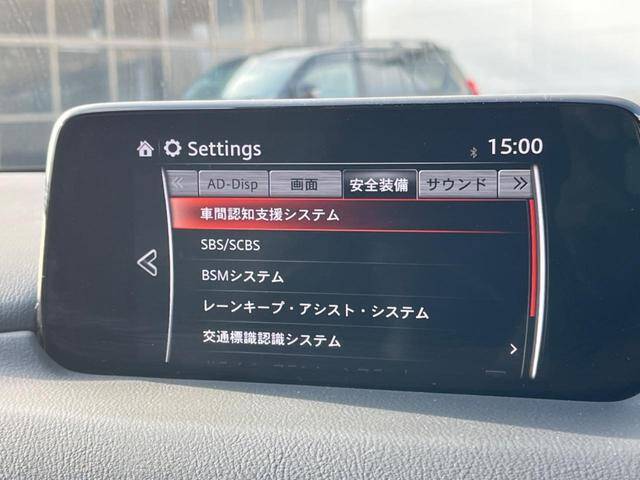 Settings 15:00
AD-Disp 画面 安全装備 サウンド
車間認知支援システム
SBS/SCBS
BSMシステム
レーンキープ・アシスト・システム
交通標識認識システム